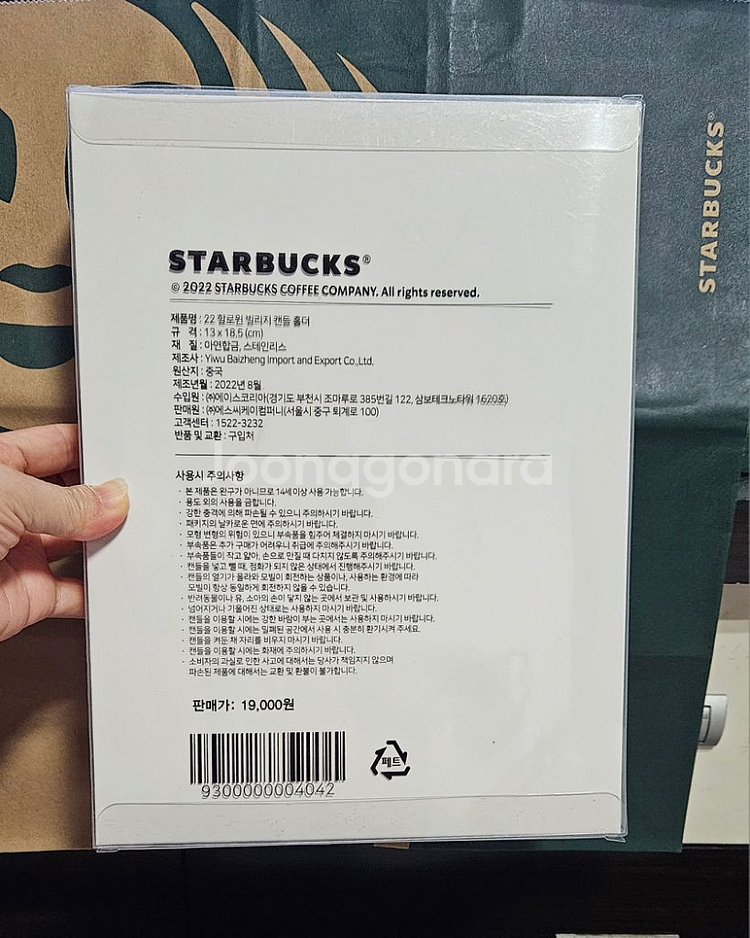 STARBUCKS®
STARBUCKS®
© 2022 STARBUCKS COFFEE COMPANY. All rights reserved.
제품명 : 22 할로윈 빌리지 캔들 홀더
규 격 : 13 x 18.5 (cm)
재 질 : 아연합금, 스테인리스
제조사 : Yiwu Baizheng Import and Export Co.,Ltd.
원산지 : 중국
제조년월 : 2022년 8월
수입원 : ㈜에이스코리아(경기도 부천시 조마루로 385번길 122, 삼보테크노타워 1620호)
판매원 : ㈜에스씨케이컴퍼니(서울시 중구 퇴계로 100)
고객센터 : 1522-3232
반품 및 교환 : 구입처
joonggonara
사용시 주의사항
· 본 제품은 완구가 아니므로 14세 이상 사용 가능합니다.
· 용도 외의 사용을 금합니다.
· 강한 충격에 의해 파손될 수 있으니 주의하시기 바랍니다.
· 패키지의 날카로운 면에 주의하시기 바랍니다.
· 모형 변형의 위험이 있으니 부속품을 힘주어 체결하지 마시기 바랍니다.
· 부속품은 추가 구매가 어려우니 취급에 주의해주시기 바랍니다.
· 부속품들이 작고 얇아, 손으로 만질 때 다치지 않도록 주의해주시기 바랍니다.
· 캔들을 넣고 뺄 때, 점화가 되지 않은 상태에서 진행해주시기 바랍니다.
· 캔들의 열기가 올라와 모빌이 회전하는 상품이나, 사용하는 환경에 따라
모빌이 항상 동일하게 회전하지 않을 수 있습니다.
· 반려동물이나 유, 소아의 손이 닿지 않는 곳에서 보관 및 사용하시기 바랍니다.
· 넘어지거나 기울어진 상태로는 사용하지 마시기 바랍니다.
· 캔들을 이용할 시에는 강한 바람이 부는 곳에서는 사용하지 마시기 바랍니다.
· 캔들을 이용할 시에는 밀폐된 공간에서 사용 시 충분히 환기시켜 주세요.
· 캔들을 켜둔 채 자리를 비우지 마시기 바랍니다.
· 캔들을 이용할 시에는 화재에 주의하시기 바랍니다.
· 소비자의 과실로 인한 사고에 대해서는 당사가 책임지지 않으며
파손된 제품에 대해서는 교환 및 환불이 불가합니다.
판매가: 19,000원
페트
9300000004042